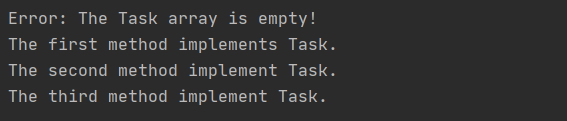 Error: The Task array is empty!
The first method implements Task.
The second method implement Task.
The third method implement Task.